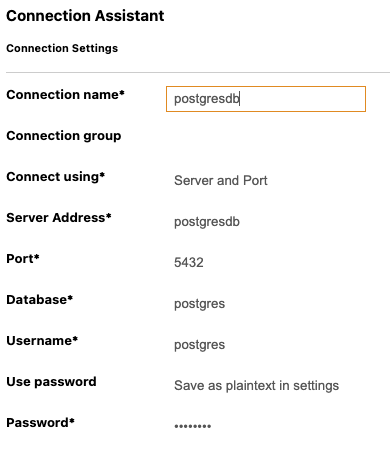 Connection Assistant
Connection Settings
Connection name* postgresdb
Connection group
Connect using* Server and Port
Server Address* postgresdb
Port* 5432
Database* postgres
Username* postgres
Use password Save as plaintext in settings
Password* ••••••••